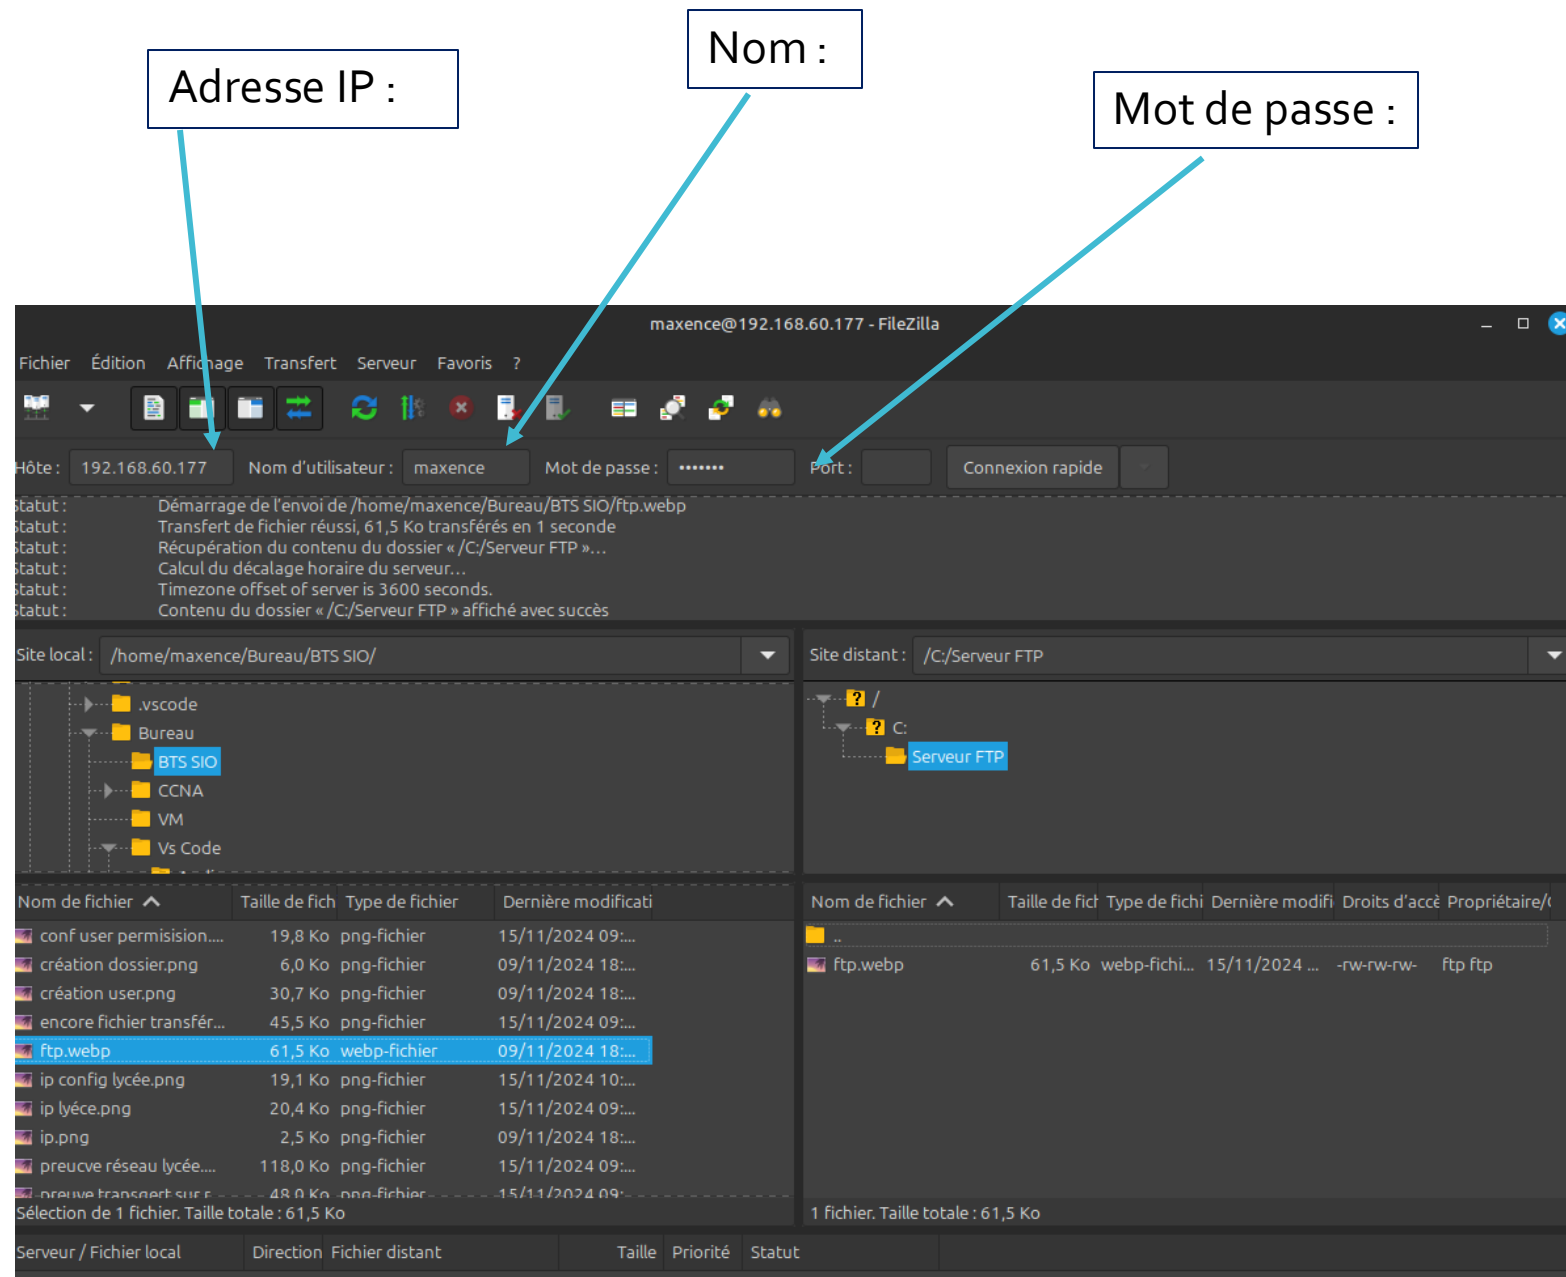 Nom :
Adresse IP :
Mot de passe :
maxence@192.168.60.177 - FileZilla
Fichier Édition Affichage Transfert Serveur Favoris ?
Hôte : 192.168.60.177 Nom d'utilisateur : maxence Mot de passe : ••••••• Port : Connexion rapide
Statut : Démarrage de l'envoi de /home/maxence/Bureau/BTS SIO/ftp.webp
Statut : Transfert de fichier réussi, 61,5 Ko transférés en 1 seconde
Statut : Récupération du contenu du dossier « /C:/Serveur FTP »...
Statut : Calcul du décalage horaire du serveur...
Statut : Timezone offset of server is 3600 seconds.
Statut : Contenu du dossier « /C:/Serveur FTP » affiché avec succès
Site local : /home/maxence/Bureau/BTS SIO/
.vscode
Bureau
BTS SIO
CCNA
VM
Vs Code
Site distant : /C:/Serveur FTP
/
C:
Serveur FTP
Nom de fichier Taille de fich Type de fichier Dernière modificati
conf user permisision.... 19,8 Ko png-fichier 15/11/2024 09:...
création dossier.png 6,0 Ko png-fichier 09/11/2024 18:...
création user.png 30,7 Ko png-fichier 09/11/2024 18:...
encore fichier transfér... 45,5 Ko png-fichier 15/11/2024 09:...
ftp.webp 61,5 Ko webp-fichier 09/11/2024 18:...
ip config lycée.png 19,1 Ko png-fichier 15/11/2024 10:...
ip lyéce.png 20,4 Ko png-fichier 15/11/2024 09:...
ip.png 2,5 Ko png-fichier 09/11/2024 18:...
preucve réseau lycée.... 118,0 Ko png-fichier 15/11/2024 09:...
preuve transgert sur r... 48,0 Ko png-fichier 15/11/2024 09:...
Sélection de 1 fichier. Taille totale : 61,5 Ko
Nom de fichier Taille de fich Type de fichi Dernière modifi Droits d'accè Propriétaire/
..
ftp.webp 61,5 Ko webp-fichi... 15/11/2024 ... -rw-rw-rw- ftp ftp
1 fichier. Taille totale : 61,5 Ko
Serveur / Fichier local Direction Fichier distant Taille Priorité Statut